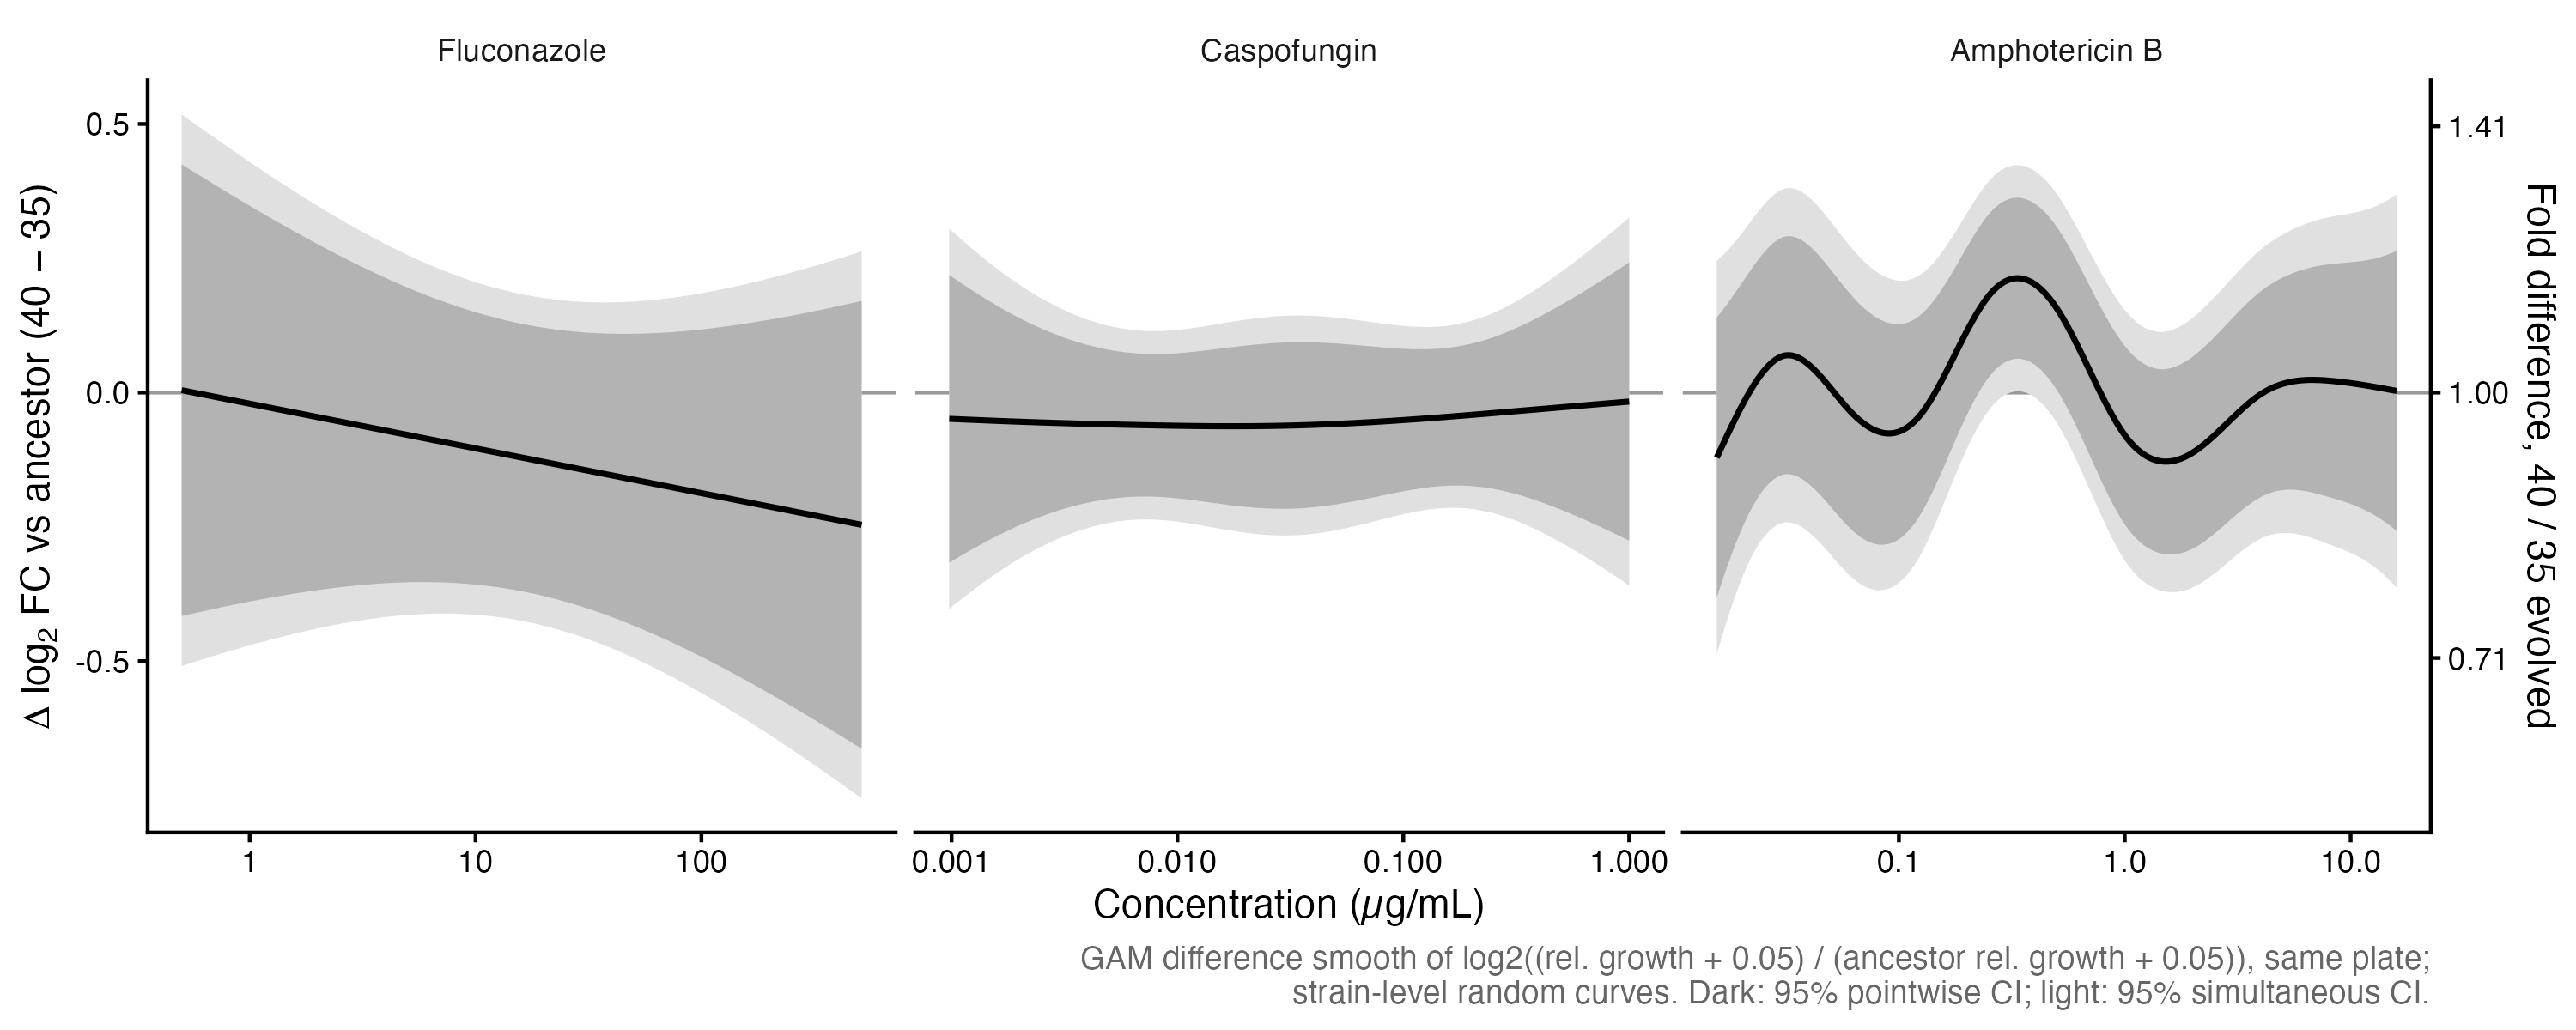 Fluconazole
Caspofungin
Amphotericin B
Δ log₂ FC vs ancestor (40 − 35)
0.5
0.0
-0.5
1.41
1.00
0.71
Fold difference, 40 / 35 evolved
1
10
100
0.001
0.010
0.100
1.000
0.1
1.0
10.0
Concentration (µg/mL)
GAM difference smooth of log2((rel. growth + 0.05) / (ancestor rel. growth + 0.05)), same plate;
strain-level random curves. Dark: 95% pointwise CI; light: 95% simultaneous CI.